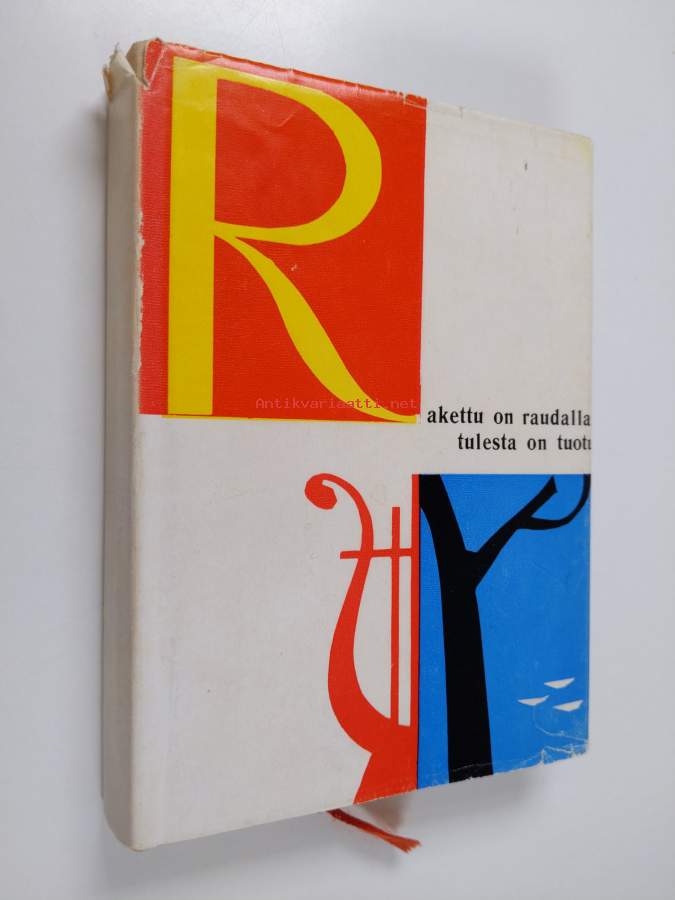 R
akettu on raudalla
tulesta on tuotu
Antikvariaatti.net